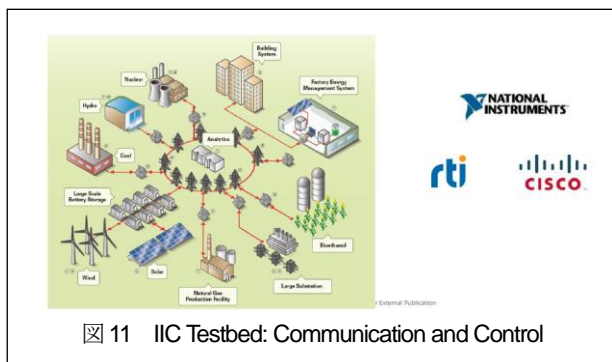 Building
System
Nuclear
Factory Energy
Management System
Hydro
Analytics
Coal
Large Scale
Battery Storage
Bioethanol
Wind
Solar
Natural Gas
Production Facility
Large Substation
NATIONAL
INSTRUMENTS
rti
CISCO
r External Publication
図 11 IIC Testbed: Communication and Control